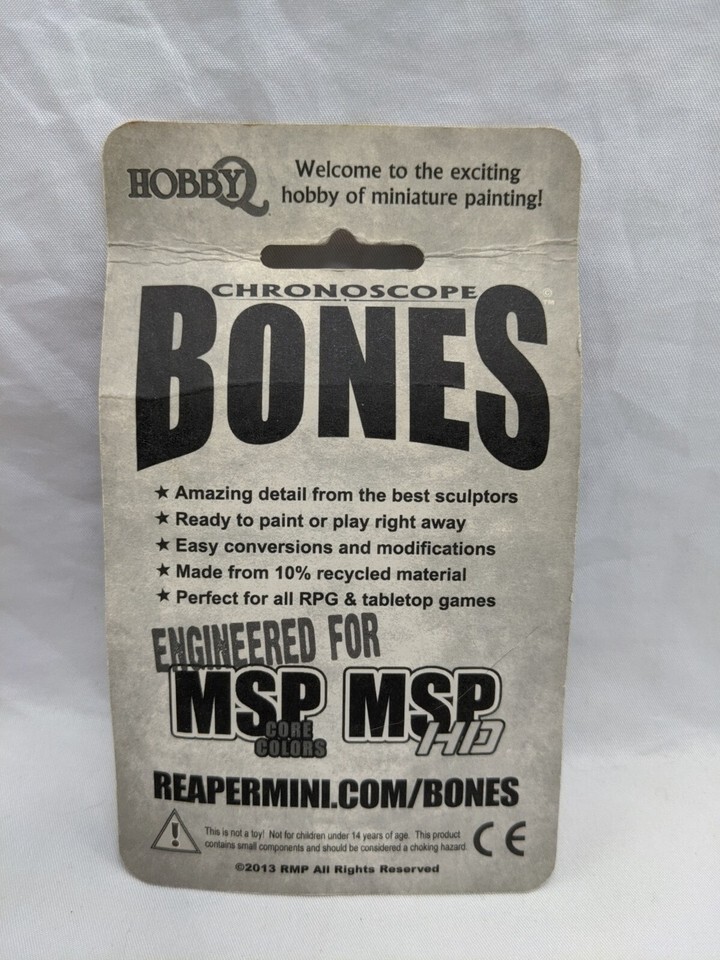 HOBBYQ
Welcome to the exciting
hobby of miniature painting!
CHRONOSCOPE
BONES
©
™
★ Amazing detail from the best sculptors
★ Ready to paint or play right away
★ Easy conversions and modifications
★ Made from 10% recycled material
★ Perfect for all RPG & tabletop games
ENGINEERED FOR
MSP
CORE
COLORS
MSP
HD
REAPERMINI.COM/BONES
This is not a toy! Not for children under 14 years of age. This product
contains small components and should be considered a choking hazard.
CE
©2013 RMP All Rights Reserved